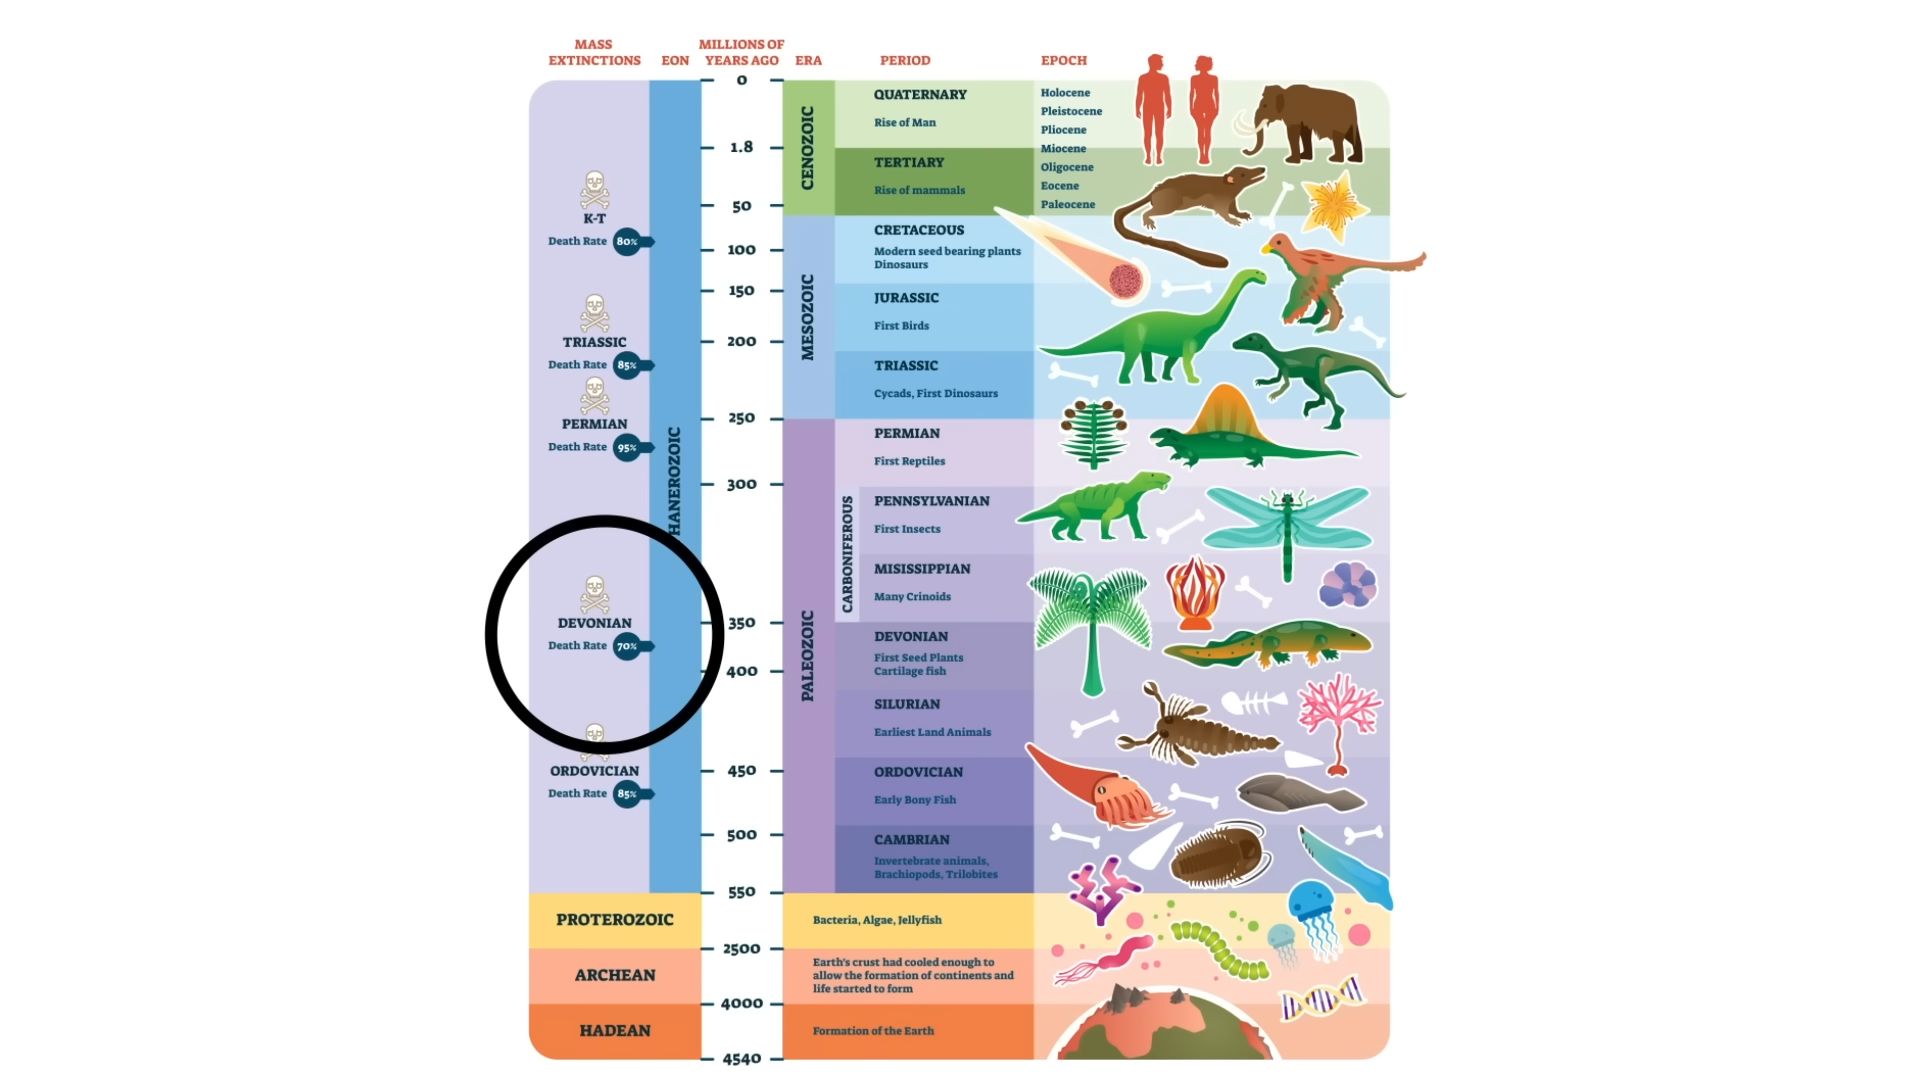 MASS
EXTINCTIONS
EON
MILLIONS OF
YEARS AGO
ERA
PERIOD
EPOCH
0
1.8
50
100
150
200
250
300
350
400
450
500
550
2500
4000
4540
K-T
Death Rate 80%
TRIASSIC
Death Rate 85%
PERMIAN
Death Rate 95%
DEVONIAN
Death Rate 70%
ORDOVICIAN
Death Rate 85%
HANEROZOIC
CENOZOIC
MESOZOIC
PALEOZOIC
CARBONIFEROUS
QUATERNARY
Rise of Man
TERTIARY
Rise of mammals
CRETACEOUS
Modern seed bearing plants
Dinosaurs
JURASSIC
First Birds
TRIASSIC
Cycads, First Dinosaurs
PERMIAN
First Reptiles
PENNSYLVANIAN
First Insects
MISISSIPPIAN
Many Crinoids
DEVONIAN
First Seed Plants
Cartilage fish
SILURIAN
Earliest Land Animals
ORDOVICIAN
Early Bony Fish
CAMBRIAN
Invertebrate animals,
Brachiopods, Trilobites
Holocene
Pleistocene
Pliocene
Miocene
Oligocene
Eocene
Paleocene
PROTEROZOIC
Bacteria, Algae, Jellyfish
ARCHEAN
Earth's crust had cooled enough to
allow the formation of continents and
life started to form
HADEAN
Formation of the Earth